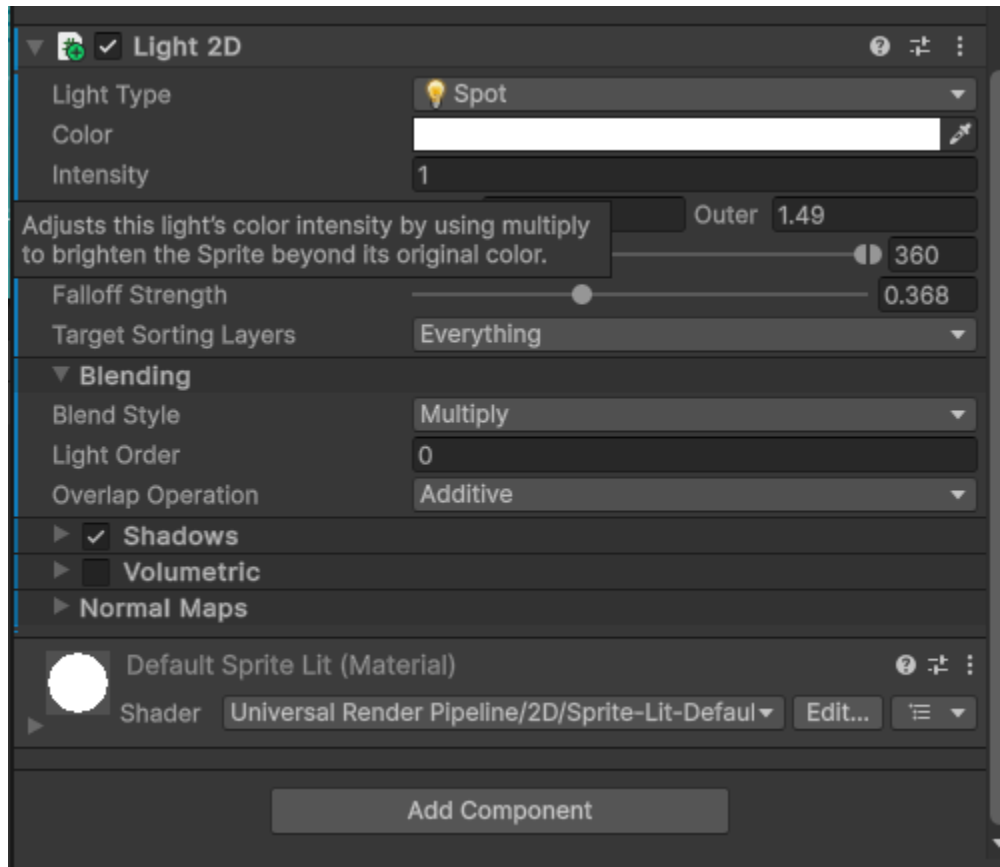 Light 2D
Light Type Spot
Color
Intensity 1
Adjusts this light's color intensity by using multiply
to brighten the Sprite beyond its original color.
Outer 1.49
360
Falloff Strength 0.368
Target Sorting Layers Everything
Blending
Blend Style Multiply
Light Order 0
Overlap Operation Additive
Shadows
Volumetric
Normal Maps
Default Sprite Lit (Material)
Shader Universal Render Pipeline/2D/Sprite-Lit-Defaul Edit...
Add Component